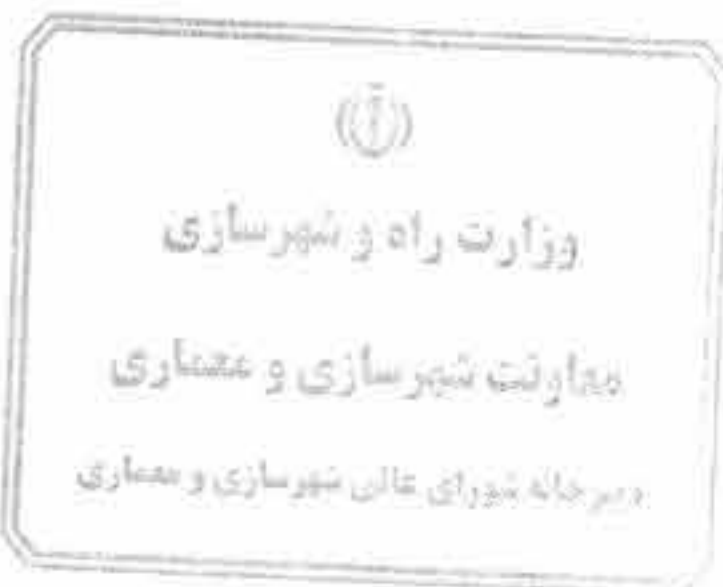 وزارت راه و شهرسازی
معاونت شهرسازی و معماری
دبیرخانه شورای عالی شهرسازی و معماری